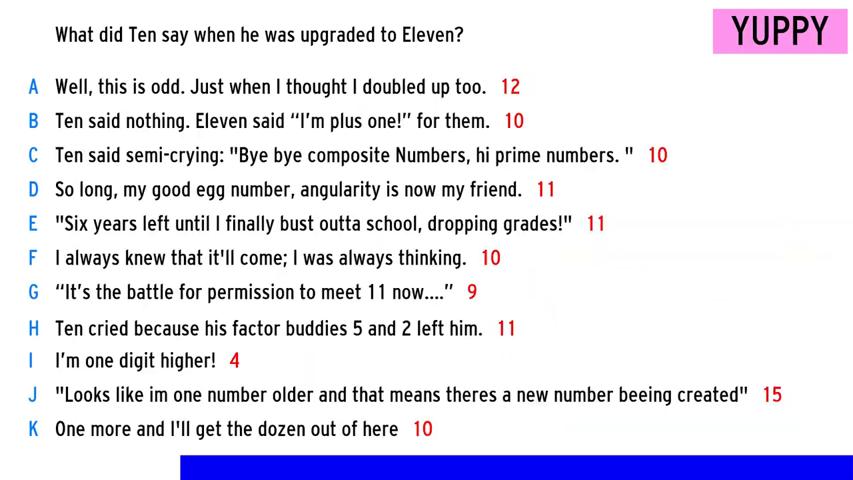 What did Ten say when he was upgraded to Eleven?
YUPPY
A Well, this is odd. Just when I thought I doubled up too. 12
B Ten said nothing. Eleven said “I’m plus one!” for them. 10
C Ten said semi-crying: "Bye bye composite Numbers, hi prime numbers. " 10
D So long, my good egg number, angularity is now my friend. 11
E "Six years left until I finally bust outta school, dropping grades!" 11
F I always knew that it'll come; I was always thinking. 10
G “It’s the battle for permission to meet 11 now....” 9
H Ten cried because his factor buddies 5 and 2 left him. 11
I I’m one digit higher! 4
J "Looks like im one number older and that means theres a new number beeing created" 15
K One more and I'll get the dozen out of here 10